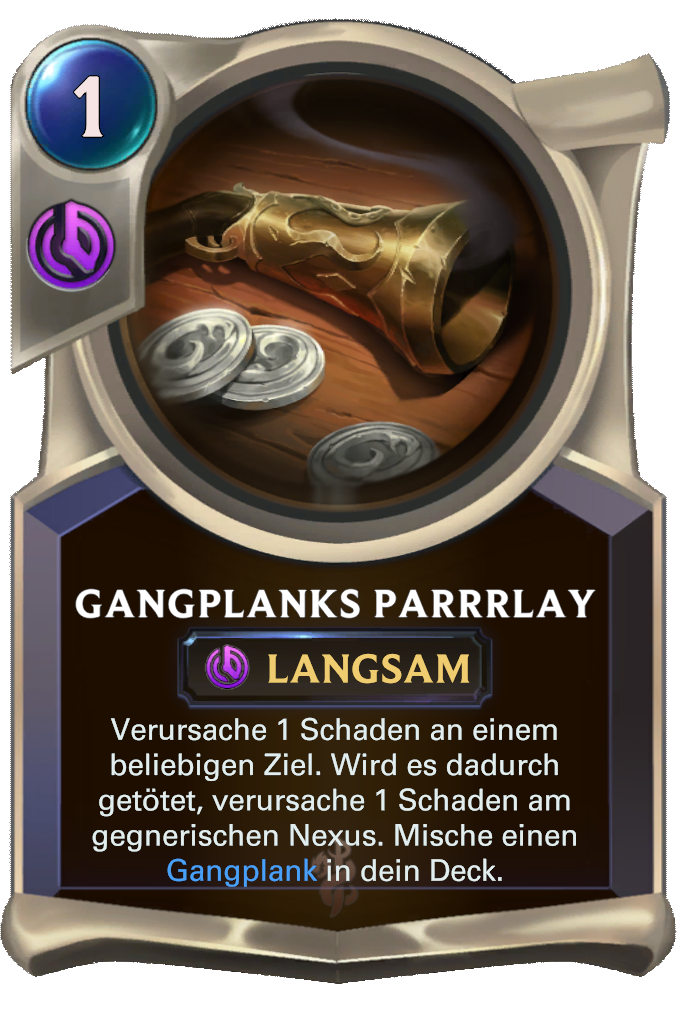 1
GANGPLANKS PARRRLAY
LANGSAM
Verursache 1 Schaden an einem
beliebigen Ziel. Wird es dadurch
getötet, verursache 1 Schaden am
gegnerischen Nexus. Mische einen
Gangplank in dein Deck.